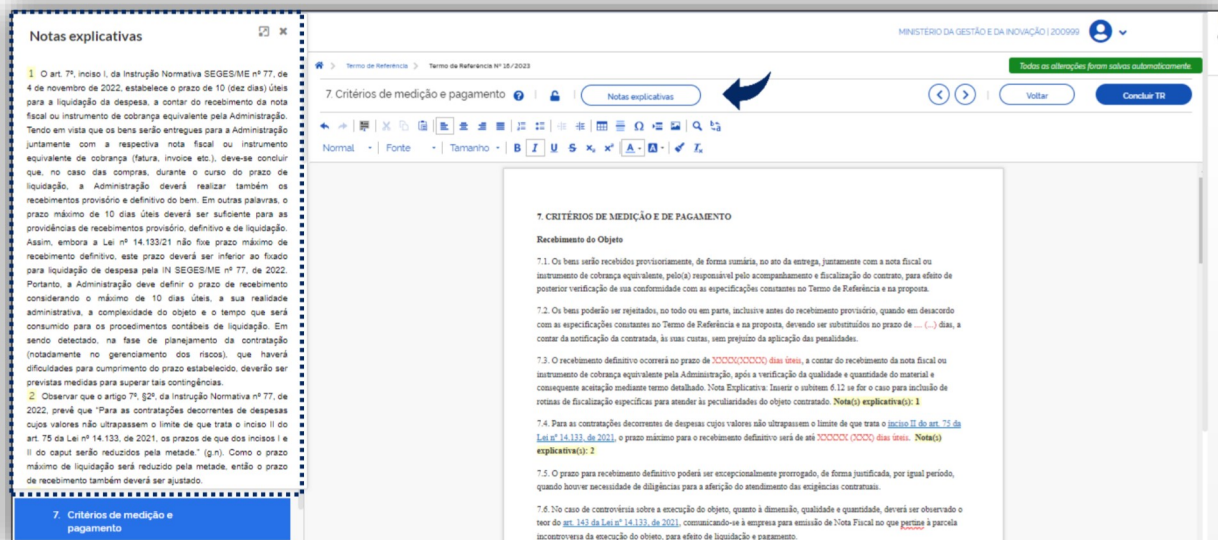 Notas explicativas
1 O art. 7º, inciso I, da Instrução Normativa SEGES/ME nº 77, de
4 de novembro de 2022, estabelece o prazo de 10 (dez dias) úteis
para a liquidação da despesa, a contar do recebimento da nota
fiscal ou instrumento de cobrança equivalente pela Administração.
Tendo em vista que os bens serão entregues para a Administração
juntamente com a respectiva nota fiscal ou instrumento
equivalente de cobrança (fatura, invoice etc.), deve-se concluir
que, no caso das compras, durante o curso do prazo de
liquidação, a Administração deverá realizar também os
recebimentos provisório e definitivo do bem. Em outras palavras, o
prazo máximo de 10 dias úteis deverá ser suficiente para as
providências de recebimentos provisório, definitivo e de liquidação.
Assim, embora a Lei nº 14.133/21 não fixe prazo máximo de
recebimento definitivo, este prazo deverá ser inferior ao fixado
para liquidação de despesa pela IN SEGES/ME nº 77, de 2022.
Portanto, a Administração deve definir o prazo de recebimento
considerando o máximo de 10 dias úteis, a sua realidade
administrativa, a complexidade do objeto e o tempo que será
consumido para os procedimentos contábeis de liquidação. Em
sendo detectado, na fase de planejamento da contratação
(notadamente no gerenciamento dos riscos), que haverá
dificuldades para cumprimento do prazo estabelecido, deverão ser
previstas medidas para superar tais contingências.
2 Observar que o artigo 7º, §2º, da Instrução Normativa nº 77, de
2022, prevê que "Para as contratações decorrentes de despesas
cujos valores não ultrapassem o limite de que trata o inciso II do
art. 75 da Lei nº 14.133, de 2021, os prazos de que dos incisos I e
II do caput serão reduzidos pela metade." (g.n). Como o prazo
máximo de liquidação será reduzido pela metade, então o prazo
de recebimento também deverá ser ajustado.
7. Critérios de medição e
pagamento
MINISTÉRIO DA GESTÃO E DA INOVAÇÃO | 200999
Termo de Referência > Termo de Referência Nº 16/2023
Todas as alterações foram salvas automaticamente.
7. Critérios de medição e pagamento
Notas explicativas
Voltar
Concluir TR
Normal Fonte Tamanho B I U S x₂ x² A A Tx
7. CRITÉRIOS DE MEDIÇÃO E DE PAGAMENTO
Recebimento do Objeto
7.1. Os bens serão recebidos provisoriamente, de forma sumária, no ato da entrega, juntamente com a nota fiscal ou
instrumento de cobrança equivalente, pelo(a) responsável pelo acompanhamento e fiscalização do contrato, para efeito de
posterior verificação de sua conformidade com as especificações constantes no Termo de Referência e na proposta.
7.2. Os bens poderão ser rejeitados, no todo ou em parte, inclusive antes do recebimento provisório, quando em desacordo
com as especificações constantes no Termo de Referência e na proposta, devendo ser substituídos no prazo de .... (...) dias, a
contar da notificação da contratada, às suas custas, sem prejuízo da aplicação das penalidades.
7.3. O recebimento definitivo ocorrerá no prazo de XXXX(XXXXX) dias úteis, a contar do recebimento da nota fiscal ou
instrumento de cobrança equivalente pela Administração, após a verificação da qualidade e quantidade do material e
consequente aceitação mediante termo detalhado. Nota Explicativa: Inserir o subitem 6.12 se for o caso para inclusão de
rotinas de fiscalização específicas para atender às peculiaridades do objeto contratado. Nota(s) explicativa(s): 1
7.4. Para as contratações decorrentes de despesas cujos valores não ultrapassem o limite de que trata o inciso II do art. 75 da
Lei nº 14.133, de 2021, o prazo máximo para o recebimento definitivo será de até XXXXX (XXX) dias úteis. Nota(s)
explicativa(s): 2
7.5. O prazo para recebimento definitivo poderá ser excepcionalmente prorrogado, de forma justificada, por igual período,
quando houver necessidade de diligências para a aferição do atendimento das exigências contratuais.
7.6. No caso de controvérsia sobre a execução do objeto, quanto à dimensão, qualidade e quantidade, deverá ser observado o
teor do art. 143 da Lei nº 14.133, de 2021, comunicando-se à empresa para emissão de Nota Fiscal no que pertine à parcela
incontroversa da execução do objeto, para efeito de liquidação e pagamento.